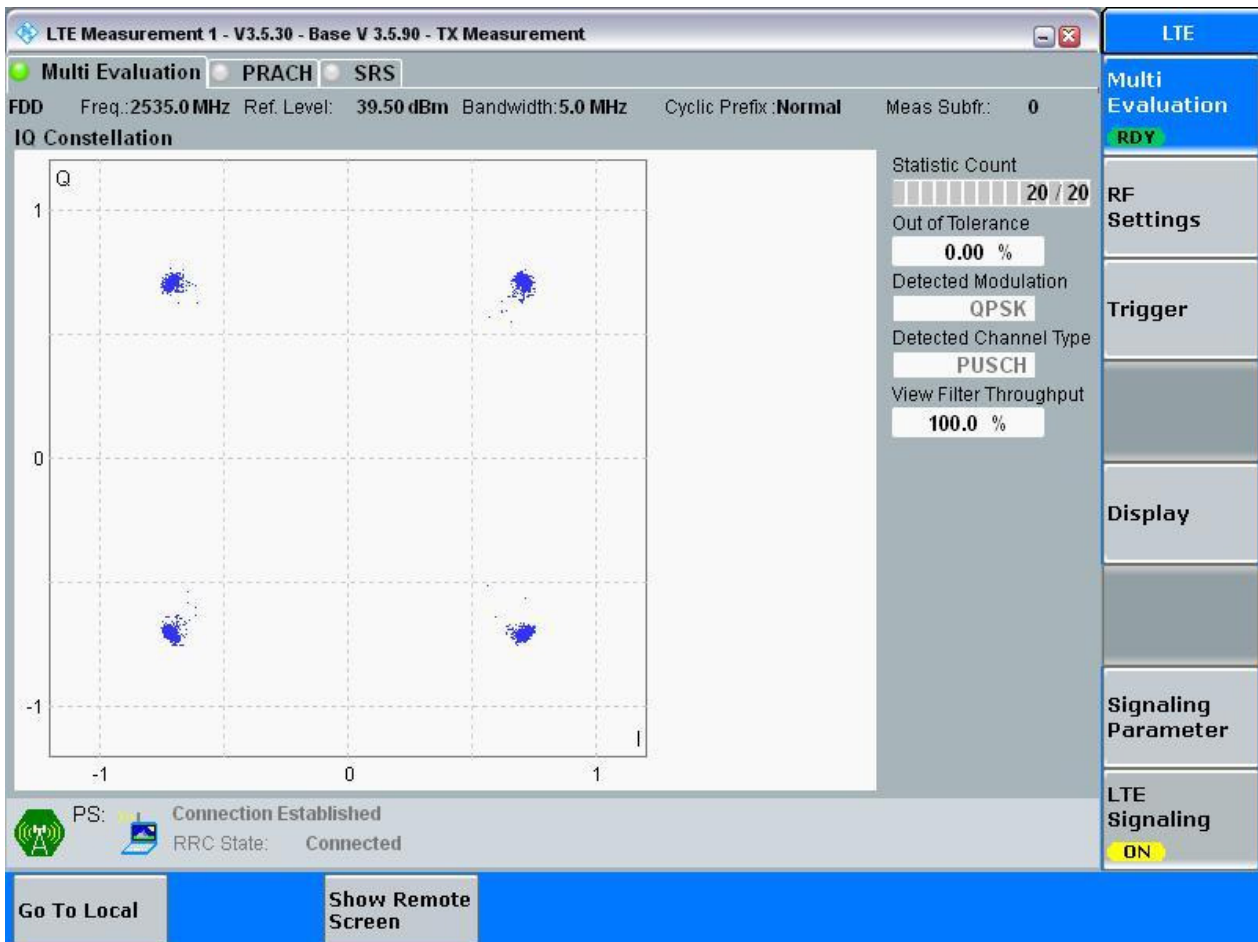 LTE Measurement 1 - V3.5.30 - Base V 3.5.90 - TX Measurement
LTE
Multi Evaluation PRACH SRS
FDD Freq.:2535.0 MHz Ref. Level: 39.50 dBm Bandwidth:5.0 MHz Cyclic Prefix :Normal Meas Subfr.: 0
IQ Constellation
Q
1
0
-1
I
-1 0 1
Statistic Count
20 / 20
Out of Tolerance
0.00 %
Detected Modulation
QPSK
Detected Channel Type
PUSCH
View Filter Throughput
100.0 %
Multi
Evaluation
RDY
RF
Settings
Trigger
Display
Signaling
Parameter
LTE
Signaling
ON
PS: Connection Established
RRC State: Connected
Go To Local
Show Remote
Screen